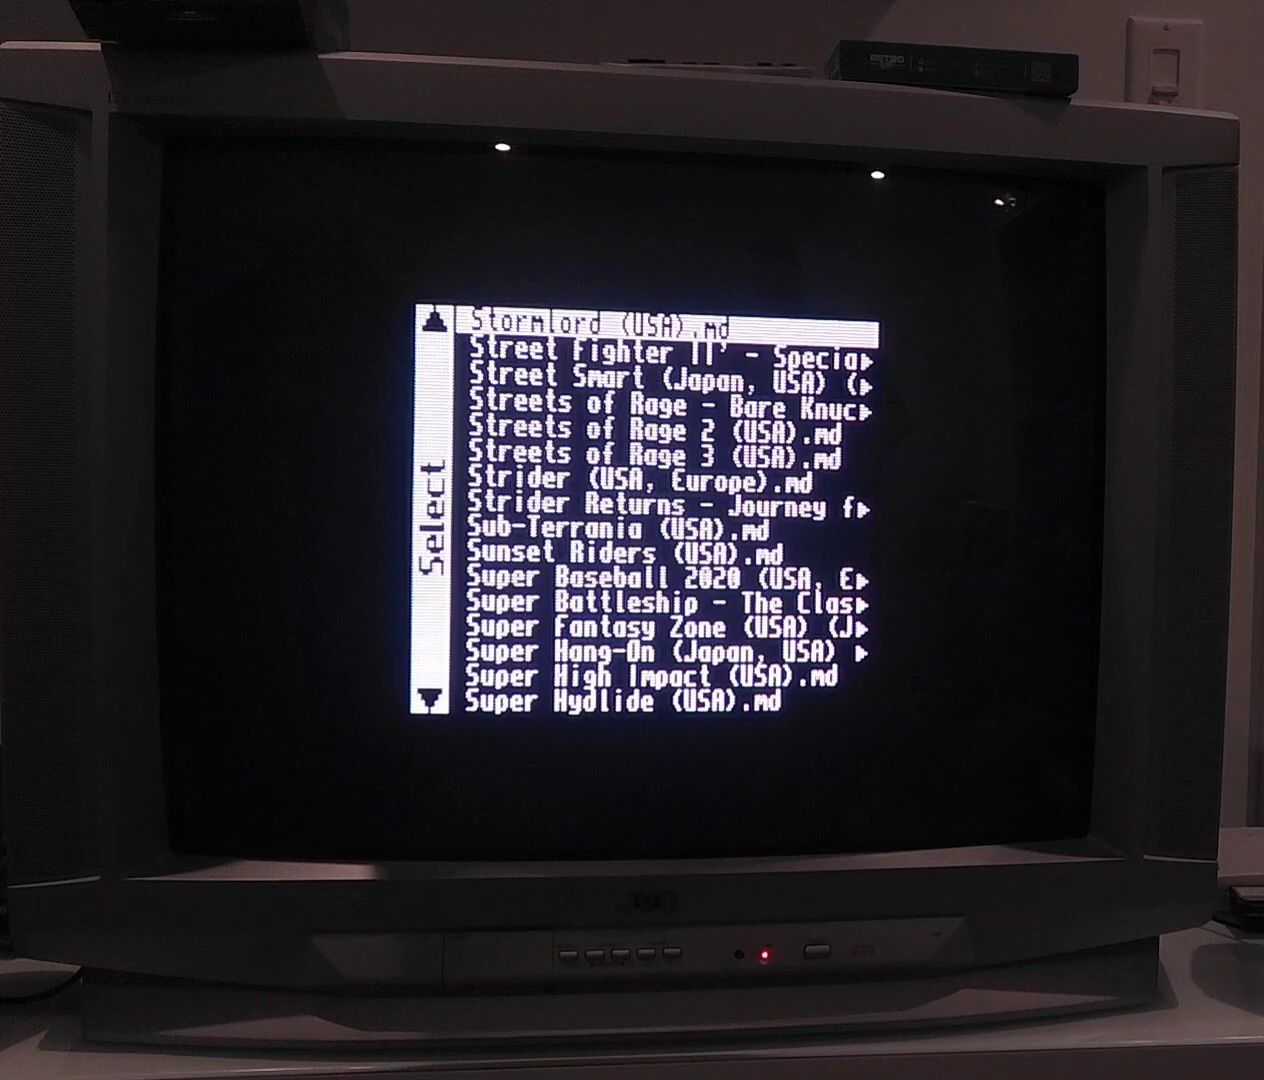 RETRO
Select
Stormlord (USA).md
Street Fighter II' - Specia
Street Smart (Japan, USA) (
Streets of Rage - Bare Knuc
Streets of Rage 2 (USA).md
Streets of Rage 3 (USA).md
Strider (USA, Europe).md
Strider Returns - Journey f
Sub-Terrania (USA).md
Sunset Riders (USA).md
Super Baseball 2020 (USA, E
Super Battleship - The Clas
Super Fantasy Zone (USA) (J
Super Hang-On (Japan, USA)
Super High Impact (USA).md
Super Hydlide (USA).md